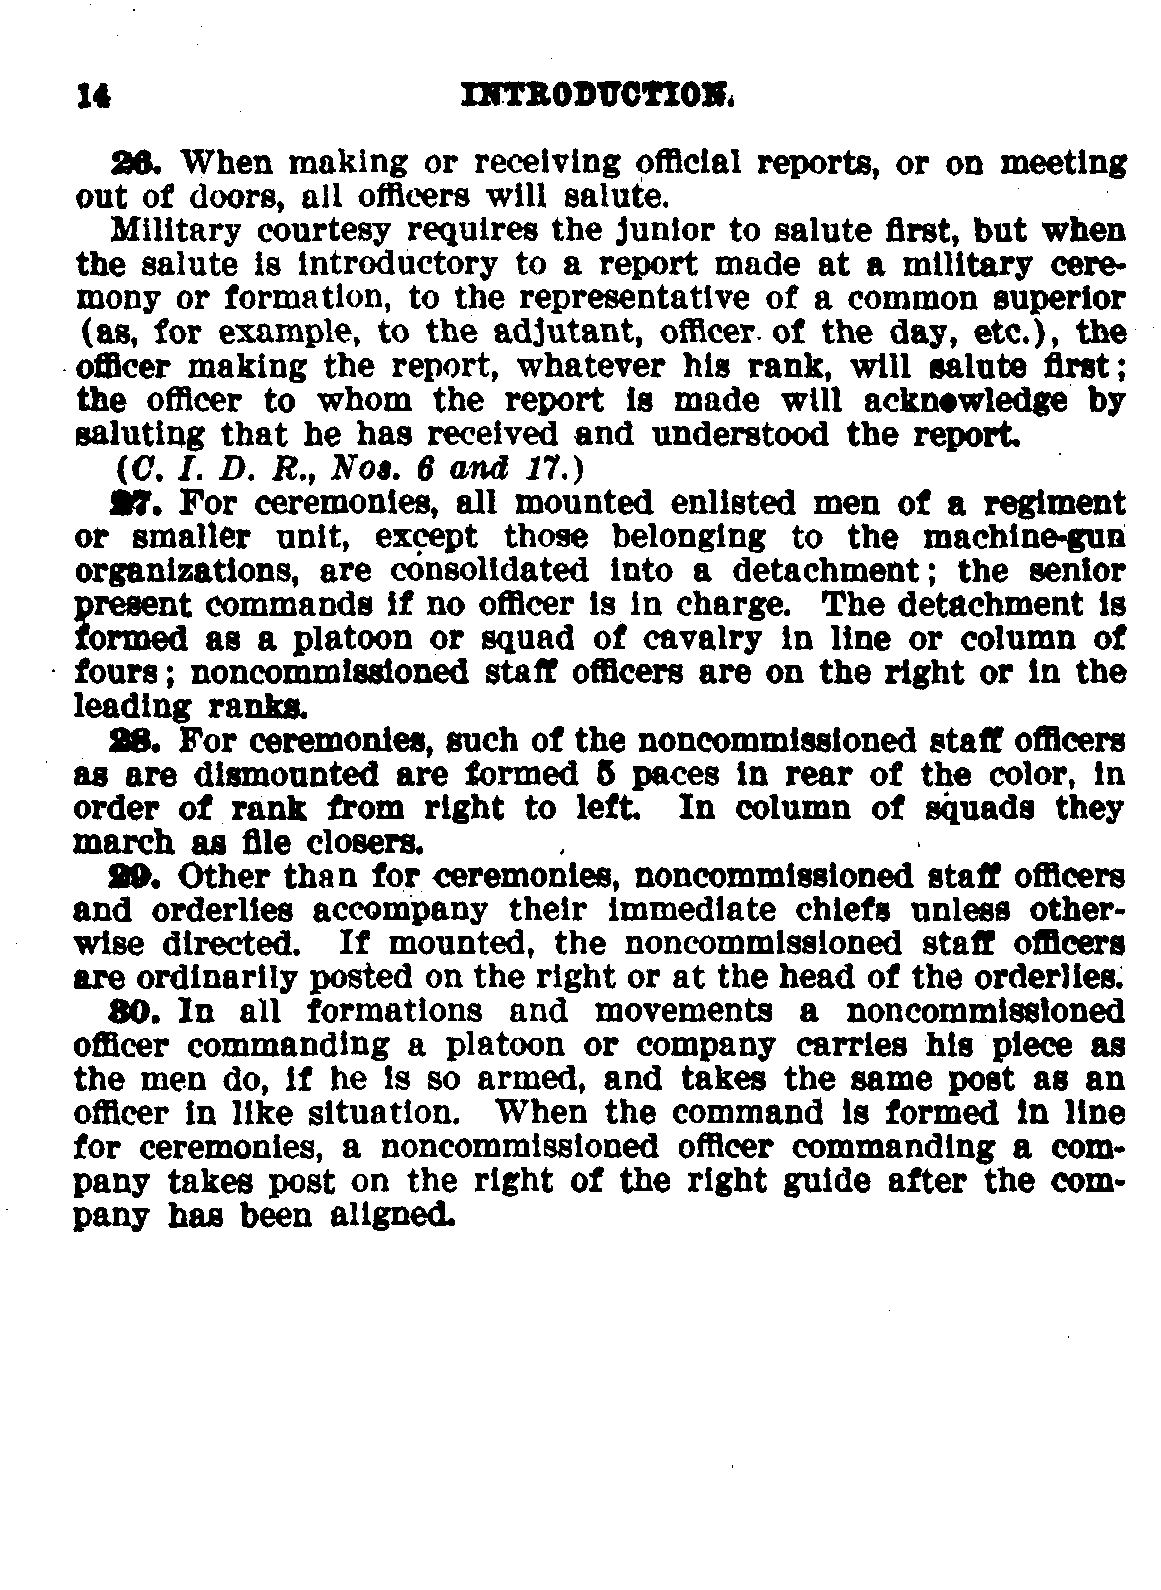 14 INTRODUCTION.
26. When making or receiving official reports, or on meeting
out of doors, all officers will salute.
Military courtesy requires the junior to salute first, but when
the salute is introductory to a report made at a military cere-
mony or formation, to the representative of a common superior
(as, for example, to the adjutant, officer of the day, etc.), the
officer making the report, whatever his rank, will salute first;
the officer to whom the report is made will acknowledge by
saluting that he has received and understood the report.
(C. I. D. R., Nos. 6 and 17.)
27. For ceremonies, all mounted enlisted men of a regiment
or smaller unit, except those belonging to the machine-gun
organizations, are consolidated into a detachment; the senior
present commands if no officer is in charge. The detachment is
formed as a platoon or squad of cavalry in line or column of
fours; noncommissioned staff officers are on the right or in the
leading ranks.
28. For ceremonies, such of the noncommissioned staff officers
as are dismounted are formed 5 paces in rear of the color, in
order of rank from right to left. In column of squads they
march as file closers.
29. Other than for ceremonies, noncommissioned staff officers
and orderlies accompany their immediate chiefs unless other-
wise directed. If mounted, the noncommissioned staff officers
are ordinarily posted on the right or at the head of the orderlies.
30. In all formations and movements a noncommissioned
officer commanding a platoon or company carries his piece as
the men do, if he is so armed, and takes the same post as an
officer in like situation. When the command is formed in line
for ceremonies, a noncommissioned officer commanding a com-
pany takes post on the right of the right guide after the com-
pany has been aligned.